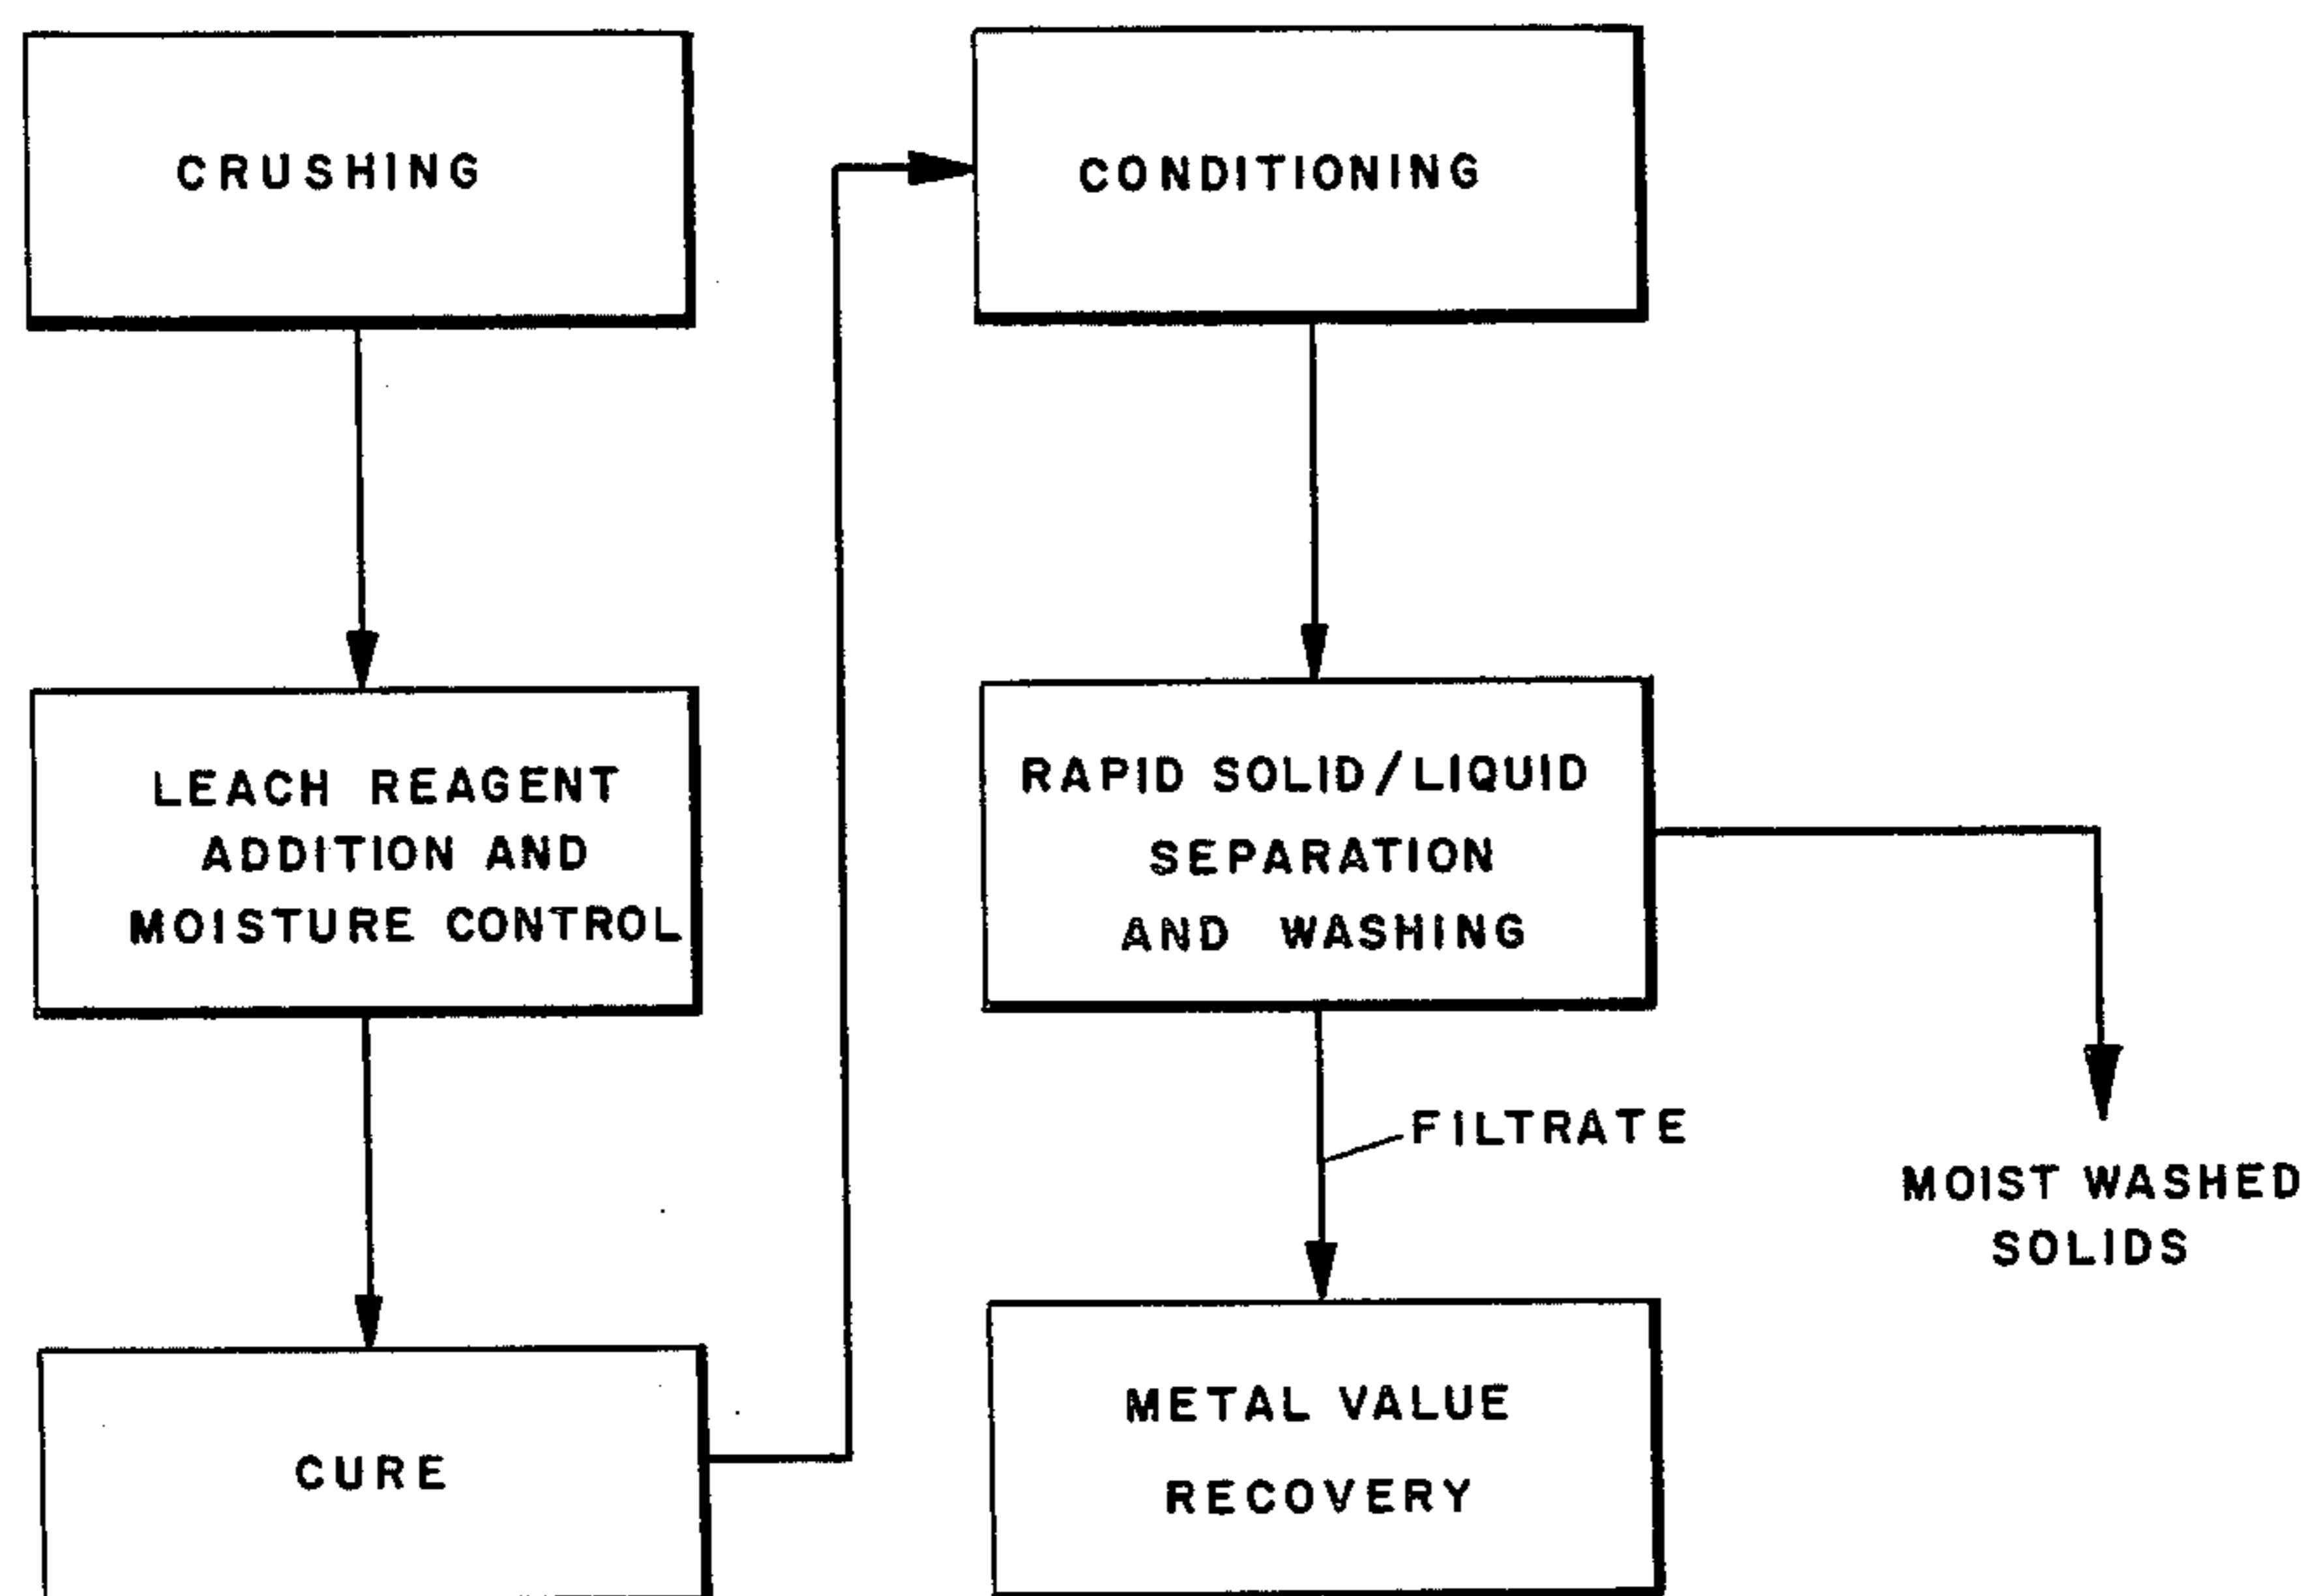 CRUSHING
LEACH REAGENT
ADDITION AND
MOISTURE CONTROL
CURE
CONDITIONING
RAPID SOLID/LIQUID
SEPARATION
AND WASHING
FILTRATE
MOIST WASHED
SOLIDS
METAL VALUE
RECOVERY